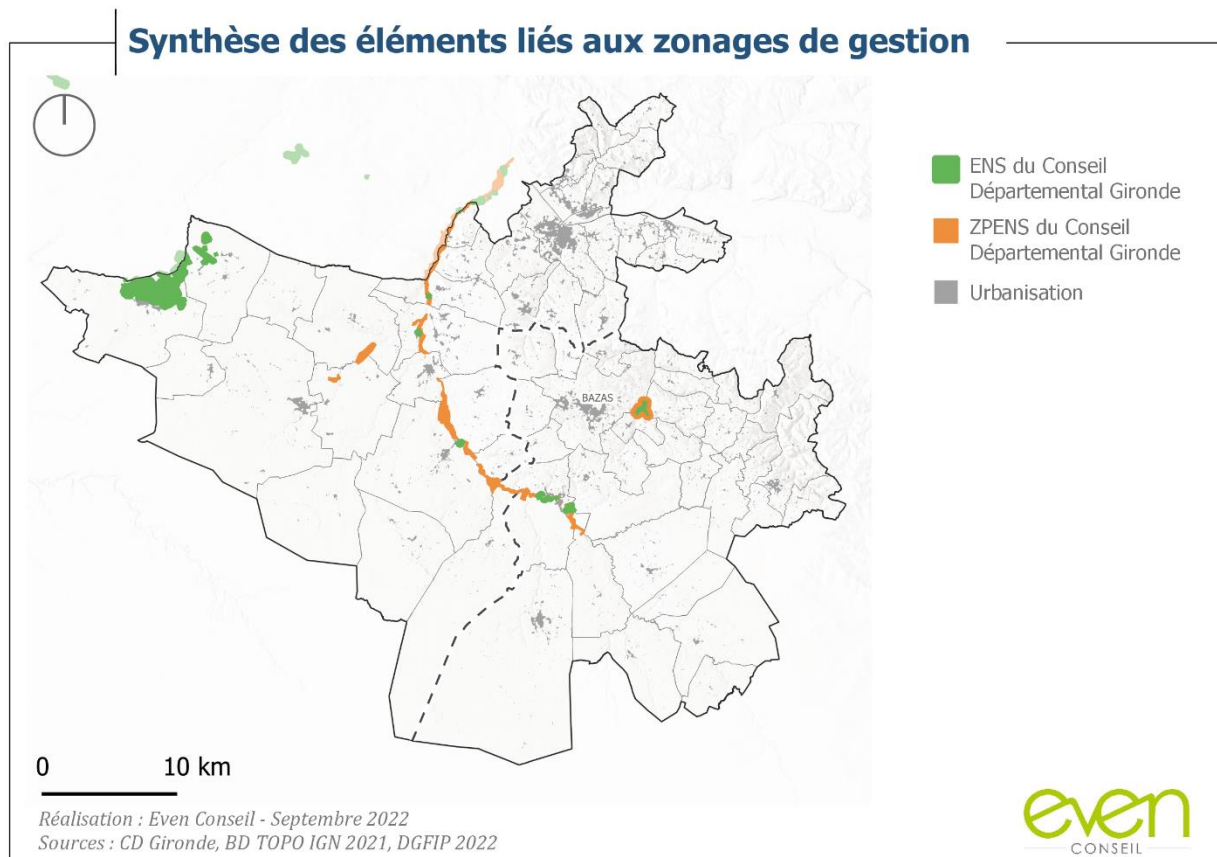 Synthèse des éléments liés aux zonages de gestion
ENS du Conseil
Départemental Gironde
ZPENS du Conseil
Départemental Gironde
Urbanisation
BAZAS
0 10 km
Réalisation : Even Conseil - Septembre 2022
Sources : CD Gironde, BD TOPO IGN 2021, DGFIP 2022
even
CONSEIL